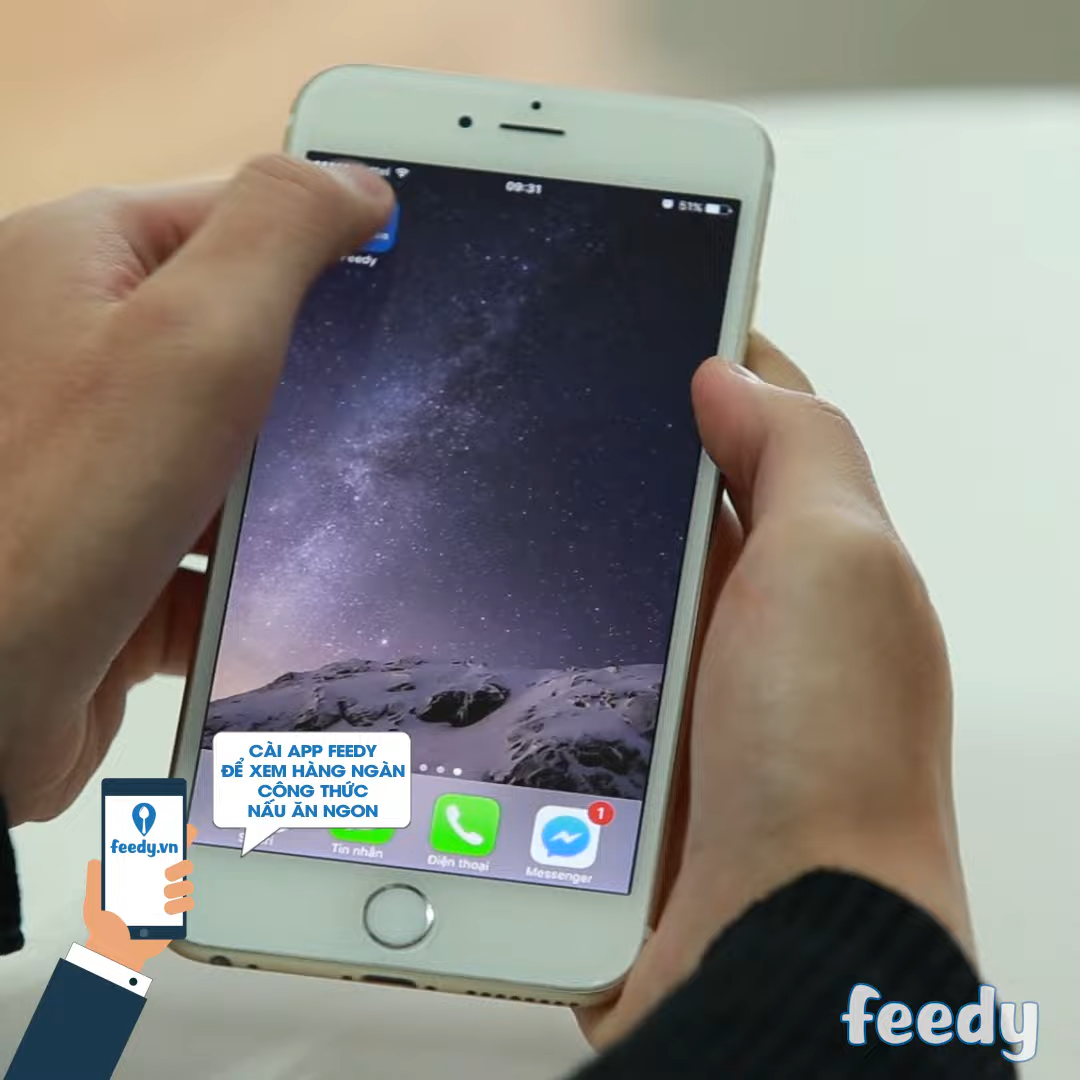 09:31
51%
Feedy
CÀI APP FEEDY
ĐỂ XEM HÀNG NGÀN
CÔNG THỨC
NẤU ĂN NGON
feedy.vn
Tin nhắn
Điện thoại
Messenger
1
feedy